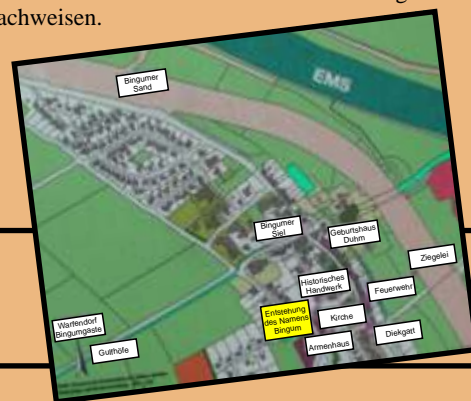 achweisen.
EMS
Bingumer
Sand
Bingumer
Siel
Geburtshaus
Duhm
Ziegelei
Historisches
Handwerk
Feuerwehr
Entstehung
des Namens
Bingum
Kirche
Diekgatt
Armenhaus
Warfendorf
Bingumgaste
Gulfhöfe